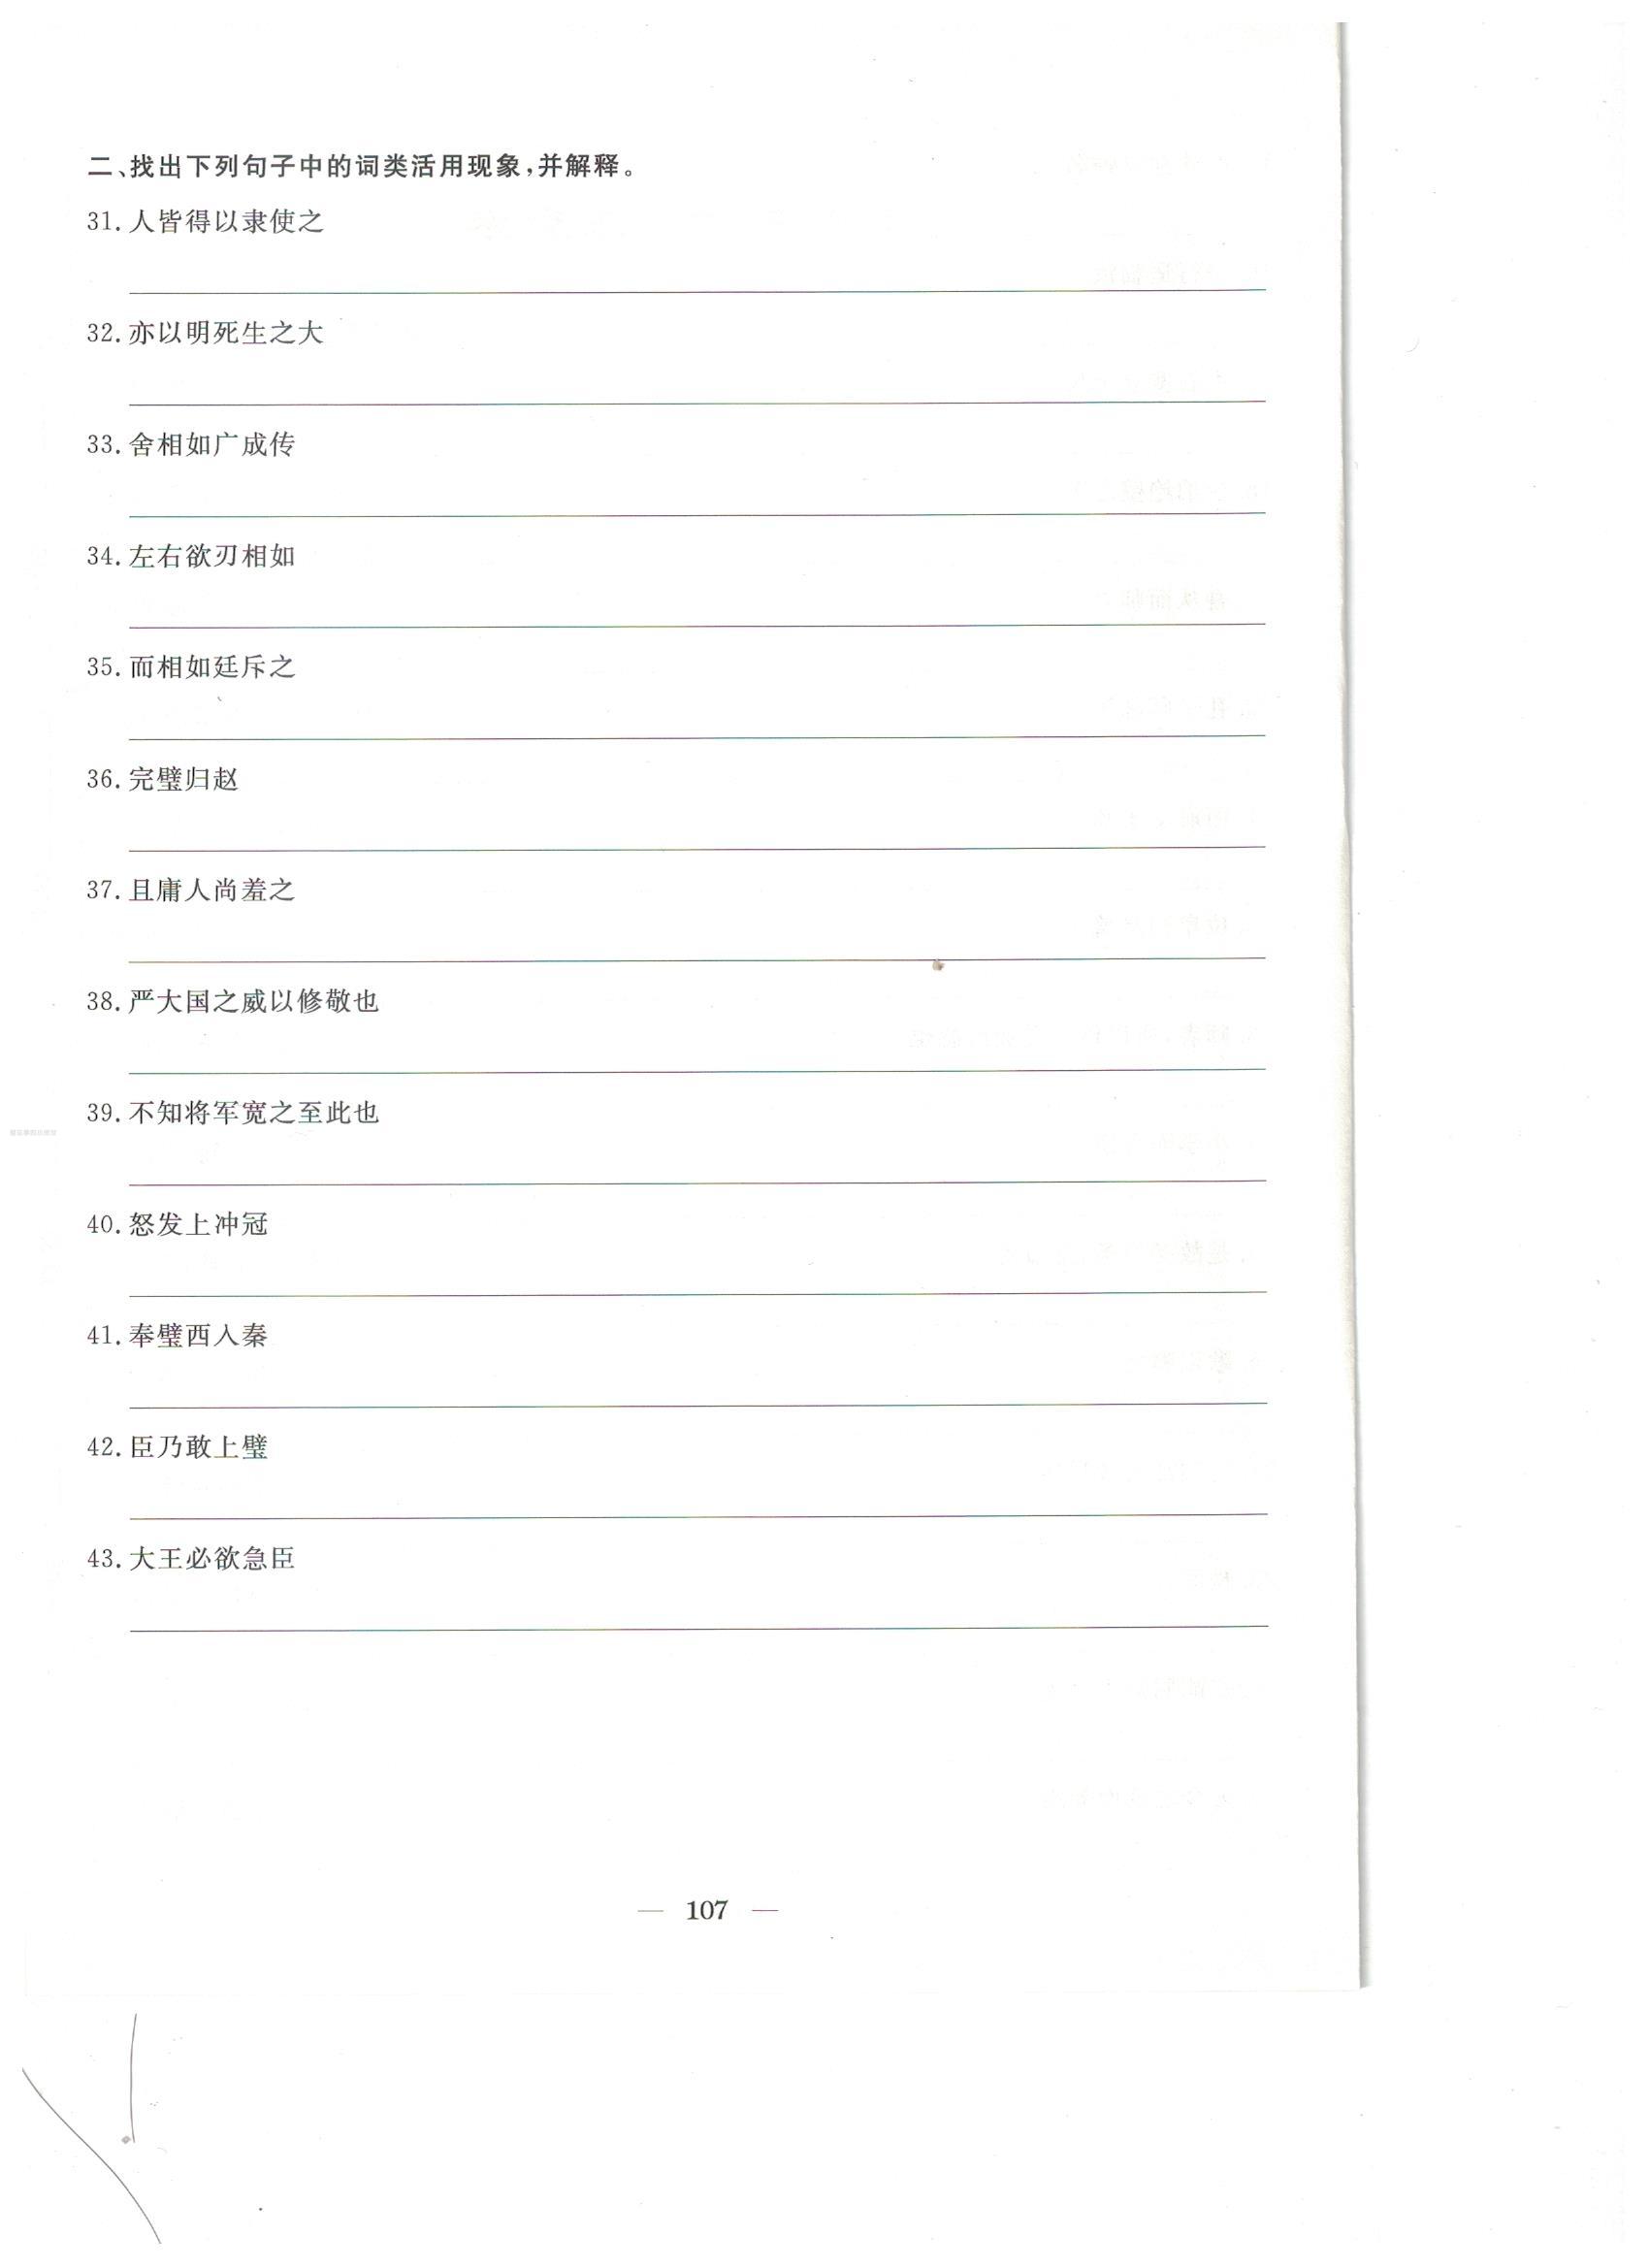 二、找出下列句子中的词类活用现象,并解释。
31.人皆得以隶使之
32.亦以明死生之大
33.舍相如广成传
34.左右欲刃相如
35.而相如廷斥之
36.完璧归赵
37.且庸人尚羞之
38.严大国之威以修敬也
39.不知将军宽之至此也
40.怒发上冲冠
41.奉璧西入秦
42.臣乃敢上璧
43.大王必欲急臣
— 107 —